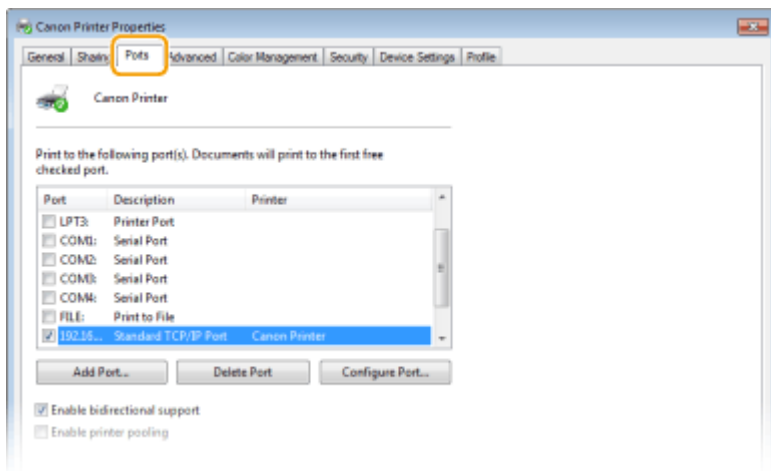 Canon Printer Properties
General Sharing Ports Advanced Color Management Security Device Settings Profile
Canon Printer
Print to the following port(s). Documents will print to the first free
checked port.
Port Description Printer
LPT3: Printer Port
COM1: Serial Port
COM2: Serial Port
COM3: Serial Port
COM4: Serial Port
FILE: Print to File
192.16... Standard TCP/IP Port Canon Printer
Add Port... Delete Port Configure Port...
Enable bidirectional support
Enable printer pooling